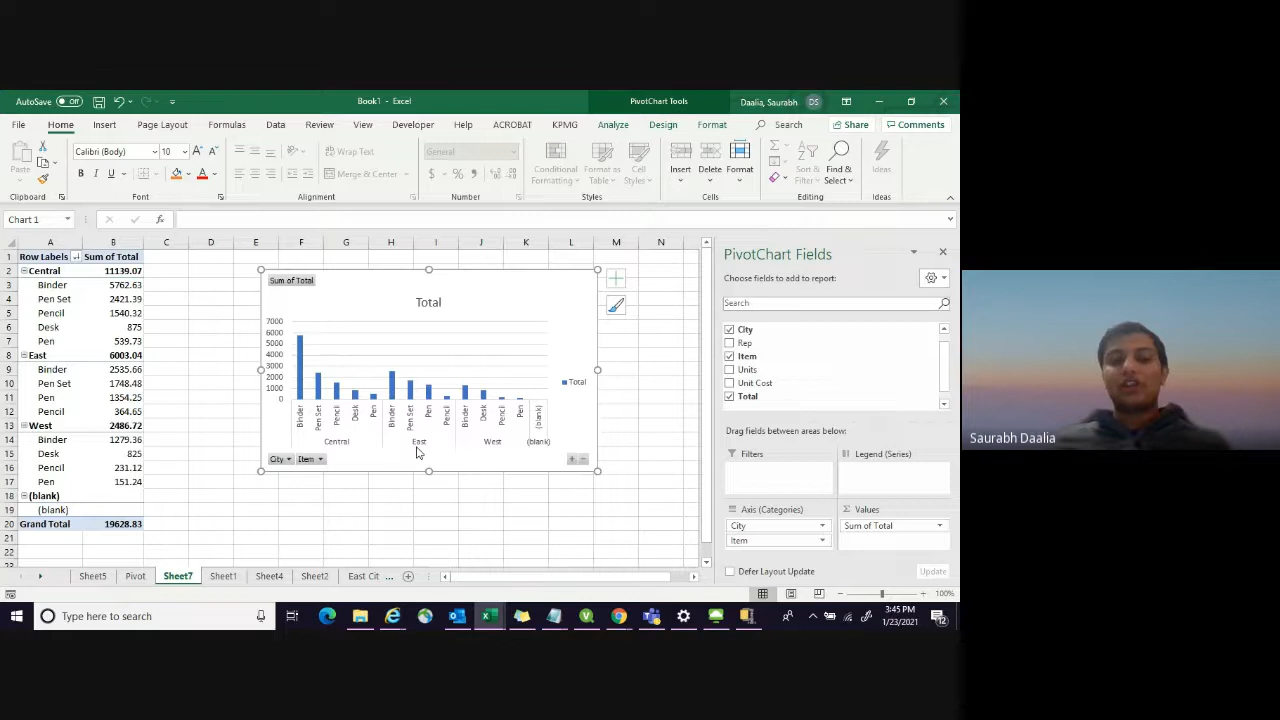 AutoSave Off Book1 - Excel PivotChart Tools Daalia, Saurabh DS
File Home Insert Page Layout Formulas Data Review View Developer Help ACROBAT KPMG Analyze Design Format Search Share Comments
Paste Calibri (Body) 10 A A Wrap Text General Conditional Formatting Format as Table Cell Styles Insert Delete Format Sort & Filter Find & Select Ideas
B I U A Merge & Center $ %
Clipboard Font Alignment Number Styles Cells Editing Ideas
Chart 1 fx
A B C D E F G H I J K L M N
1 Row Labels Sum of Total
2 Central 11139.07
3 Binder 5762.63
4 Pen Set 2421.39
5 Pencil 1540.32
6 Desk 875
7 Pen 539.73
8 East 6003.04
9 Binder 2535.66
10 Pen Set 1748.48
11 Pen 1354.25
12 Pencil 364.65
13 West 2486.72
14 Binder 1279.36
15 Desk 825
16 Pencil 231.12
17 Pen 151.24
18 (blank)
19 (blank)
20 Grand Total 19628.83
21
22
Sum of Total
Total
7000
6000
5000
4000
3000
2000
1000
0
Total
Binder Pen Set Pencil Desk Pen Binder Pen Set Pen Pencil Binder Desk Pencil Pen (blank)
Central East West (blank)
City Item
PivotChart Fields
Choose fields to add to report:
Search
City
Rep
Item
Units
Unit Cost
Total
Drag fields between areas below:
Filters Legend (Series)
Axis (Categories) Values
City Sum of Total
Item
Defer Layout Update Update
Sheet5 Pivot Sheet7 Sheet1 Sheet4 Sheet2 East Cit ...
100%
Type here to search
3:45 PM
1/23/2021
12
Saurabh Daalia